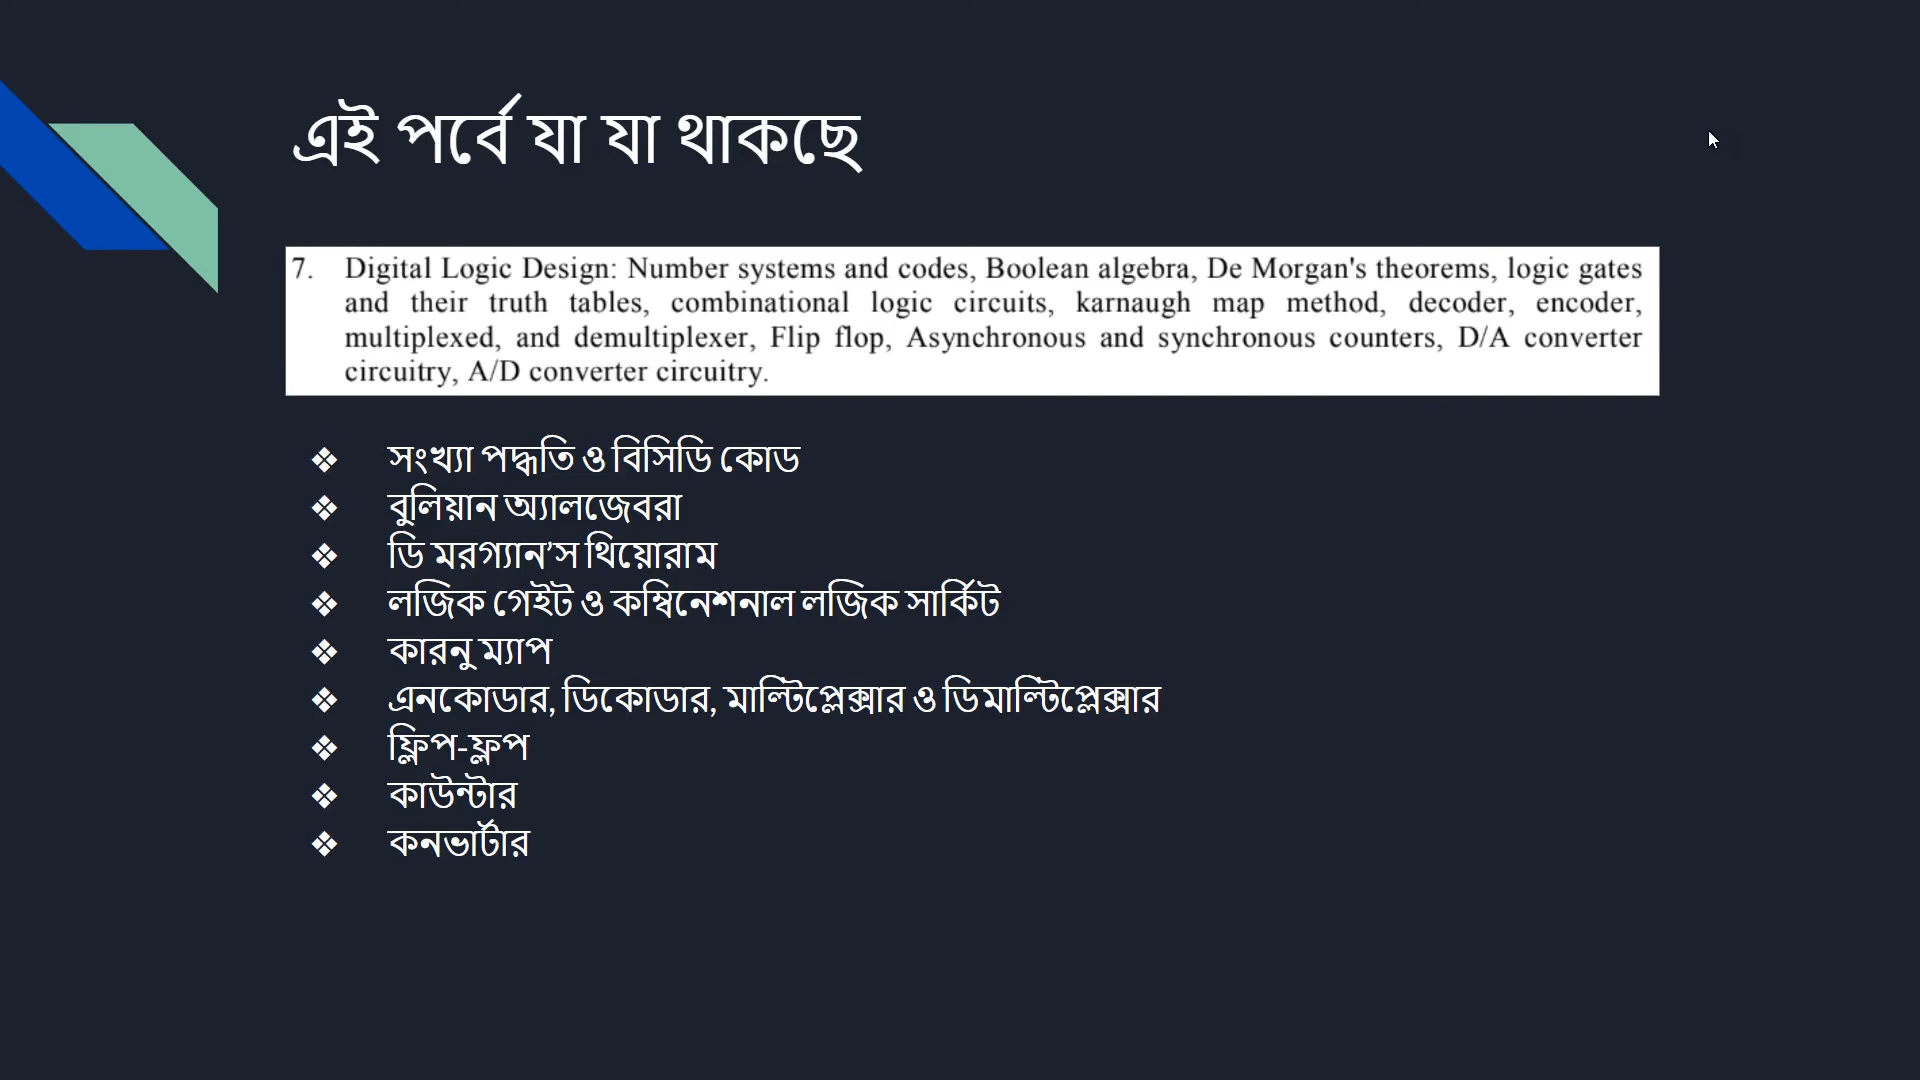 এই পর্বে যা যা থাকছে
7. Digital Logic Design: Number systems and codes, Boolean algebra, De Morgan's theorems, logic gates
and their truth tables, combinational logic circuits, karnaugh map method, decoder, encoder,
multiplexed, and demultiplexer, Flip flop, Asynchronous and synchronous counters, D/A converter
circuitry, A/D converter circuitry.
❖ সংখ্যা পদ্ধতি ও বিসিডি কোড
❖ বুলিয়ান অ্যালজেবরা
❖ ডি মরগ্যান’স থিয়োরাম
❖ লজিক গেইট ও কম্বিনেশনাল লজিক সার্কিট
❖ কারনু ম্যাপ
❖ এনকোডার, ডিকোডার, মাল্টিপ্লেক্সার ও ডিমাল্টিপ্লেক্সার
❖ ফ্লিপ-ফ্লপ
❖ কাউন্টার
❖ কনভার্টার